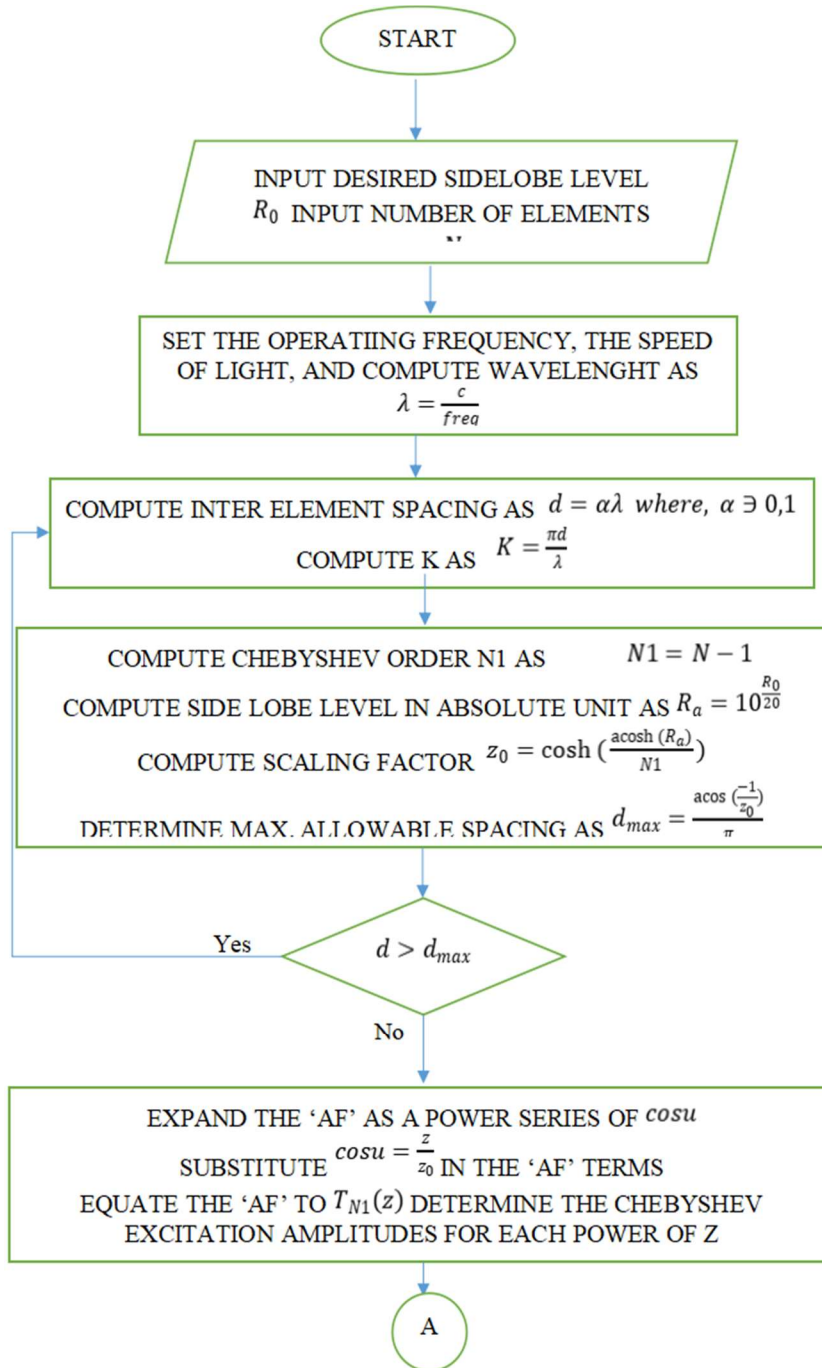 START
INPUT DESIRED SIDELOBE LEVEL
R₀ INPUT NUMBER OF ELEMENTS
SET THE OPERATIING FREQUENCY, THE SPEED
OF LIGHT, AND COMPUTE WAVELENGHT AS
λ = c/freq
COMPUTE INTER ELEMENT SPACING AS d = αλ where, α ∋ 0,1
COMPUTE K AS K = πd/λ
COMPUTE CHEBYSHEV ORDER N1 AS N1 = N − 1
COMPUTE SIDE LOBE LEVEL IN ABSOLUTE UNIT AS Rₐ = 10^(R₀/20)
COMPUTE SCALING FACTOR z₀ = cosh (acosh (Rₐ)/N1)
DETERMINE MAX. ALLOWABLE SPACING AS d_max = acos (−1/z₀)/π
Yes
d > d_max
No
EXPAND THE ‘AF’ AS A POWER SERIES OF cosu
SUBSTITUTE cosu = z/z₀ IN THE ‘AF’ TERMS
EQUATE THE ‘AF’ TO T_N1(z) DETERMINE THE CHEBYSHEV
EXCITATION AMPLITUDES FOR EACH POWER OF Z
A